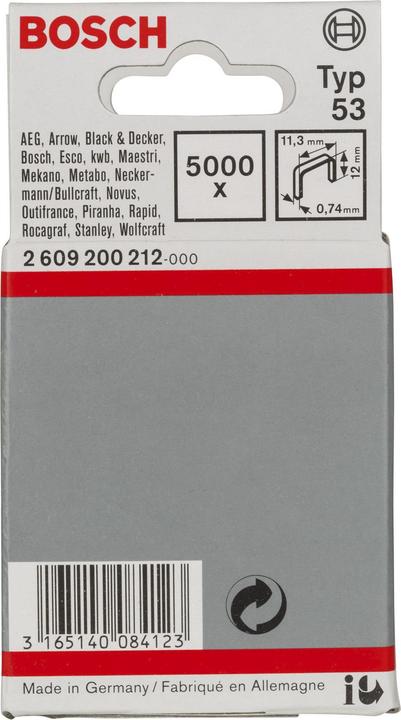 BOSCH
Typ
53
AEG, Arrow, Black & Decker,
Bosch, Esco, kwb, Maestri,
Mekano, Metabo, Necker-
mann/Bullcraft, Novus,
Outifrance, Piranha, Rapid,
Rocagraf, Stanley, Wolfcraft
5000
x
11,3 mm
12 mm
0,74mm
2 609 200 212-000
3 165140 084123
Made in Germany / Fabriqué en Allemagne